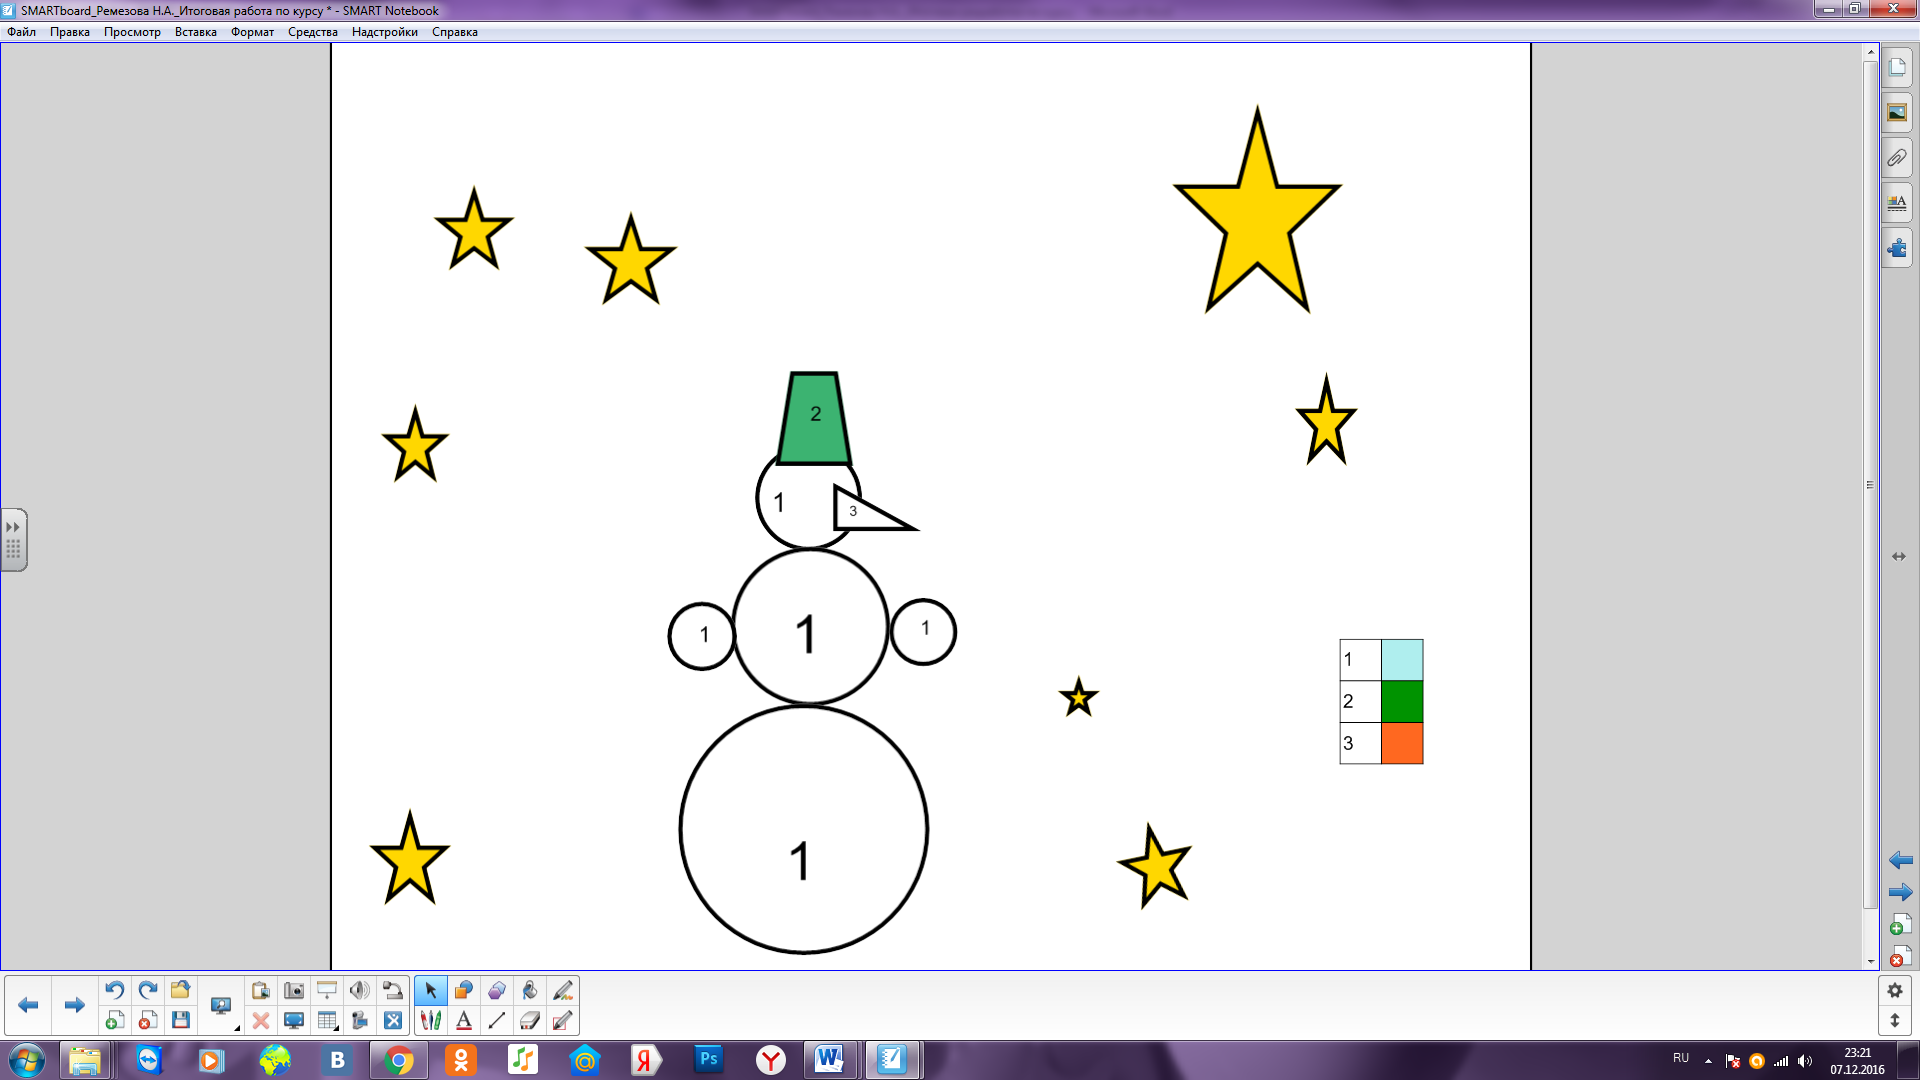 SMARTboard_Ремезова Н.А._Итоговая работа по курсу * - SMART Notebook
Файл Правка Просмотр Вставка Формат Средства Надстройки Справка
2
1
3
1
1
1
1
1
2
3
A
A
B
Я
Ps
Y
W
RU
23:21
07.12.2016